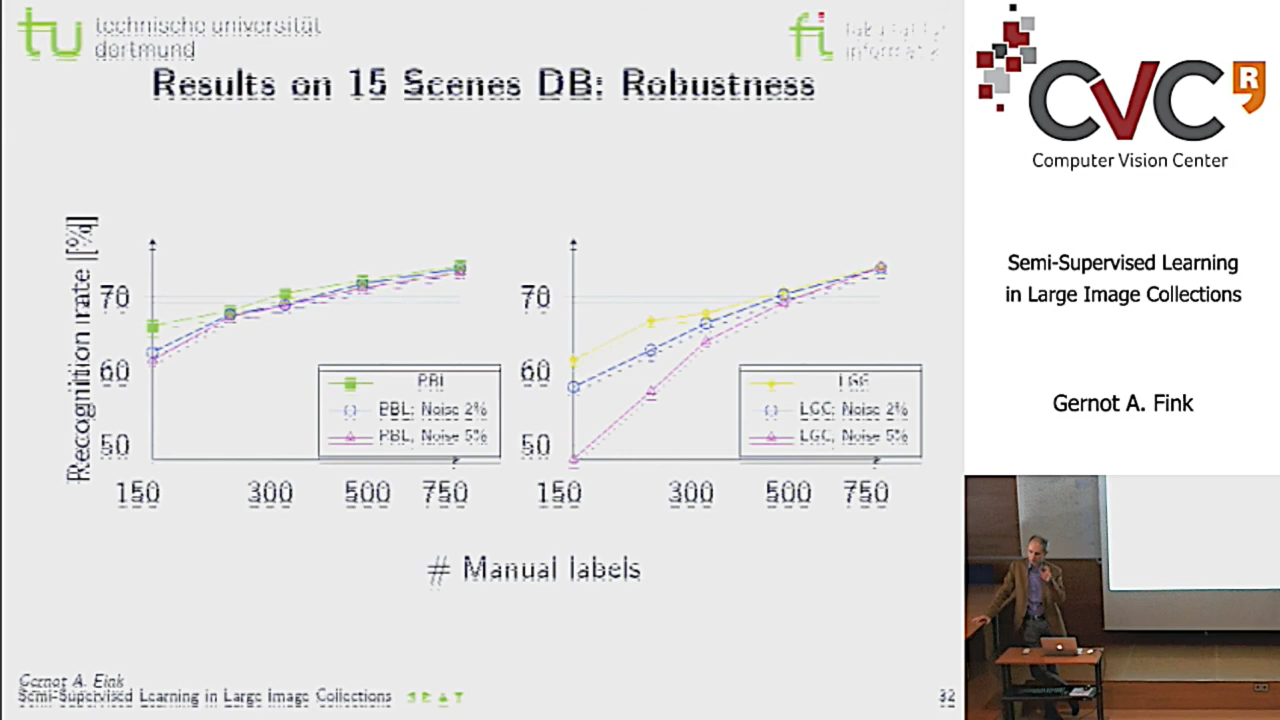 technische universität
dortmund
fi
Results on 15 Scenes DB: Robustness
Recognition rate [%]
70
60
50
150
300
500
750
PBL; Noise 2%
PBL, Noise 5%
70
60
50
150
300
500
750
LGC
LGC; Noise 2%
LGC, Noise 5%
# Manual labels
Gernot A. Fink
Semi-Supervised Learning in Large Image Collections
32
CVC
R
Computer Vision Center
Semi-Supervised Learning
in Large Image Collections
Gernot A. Fink